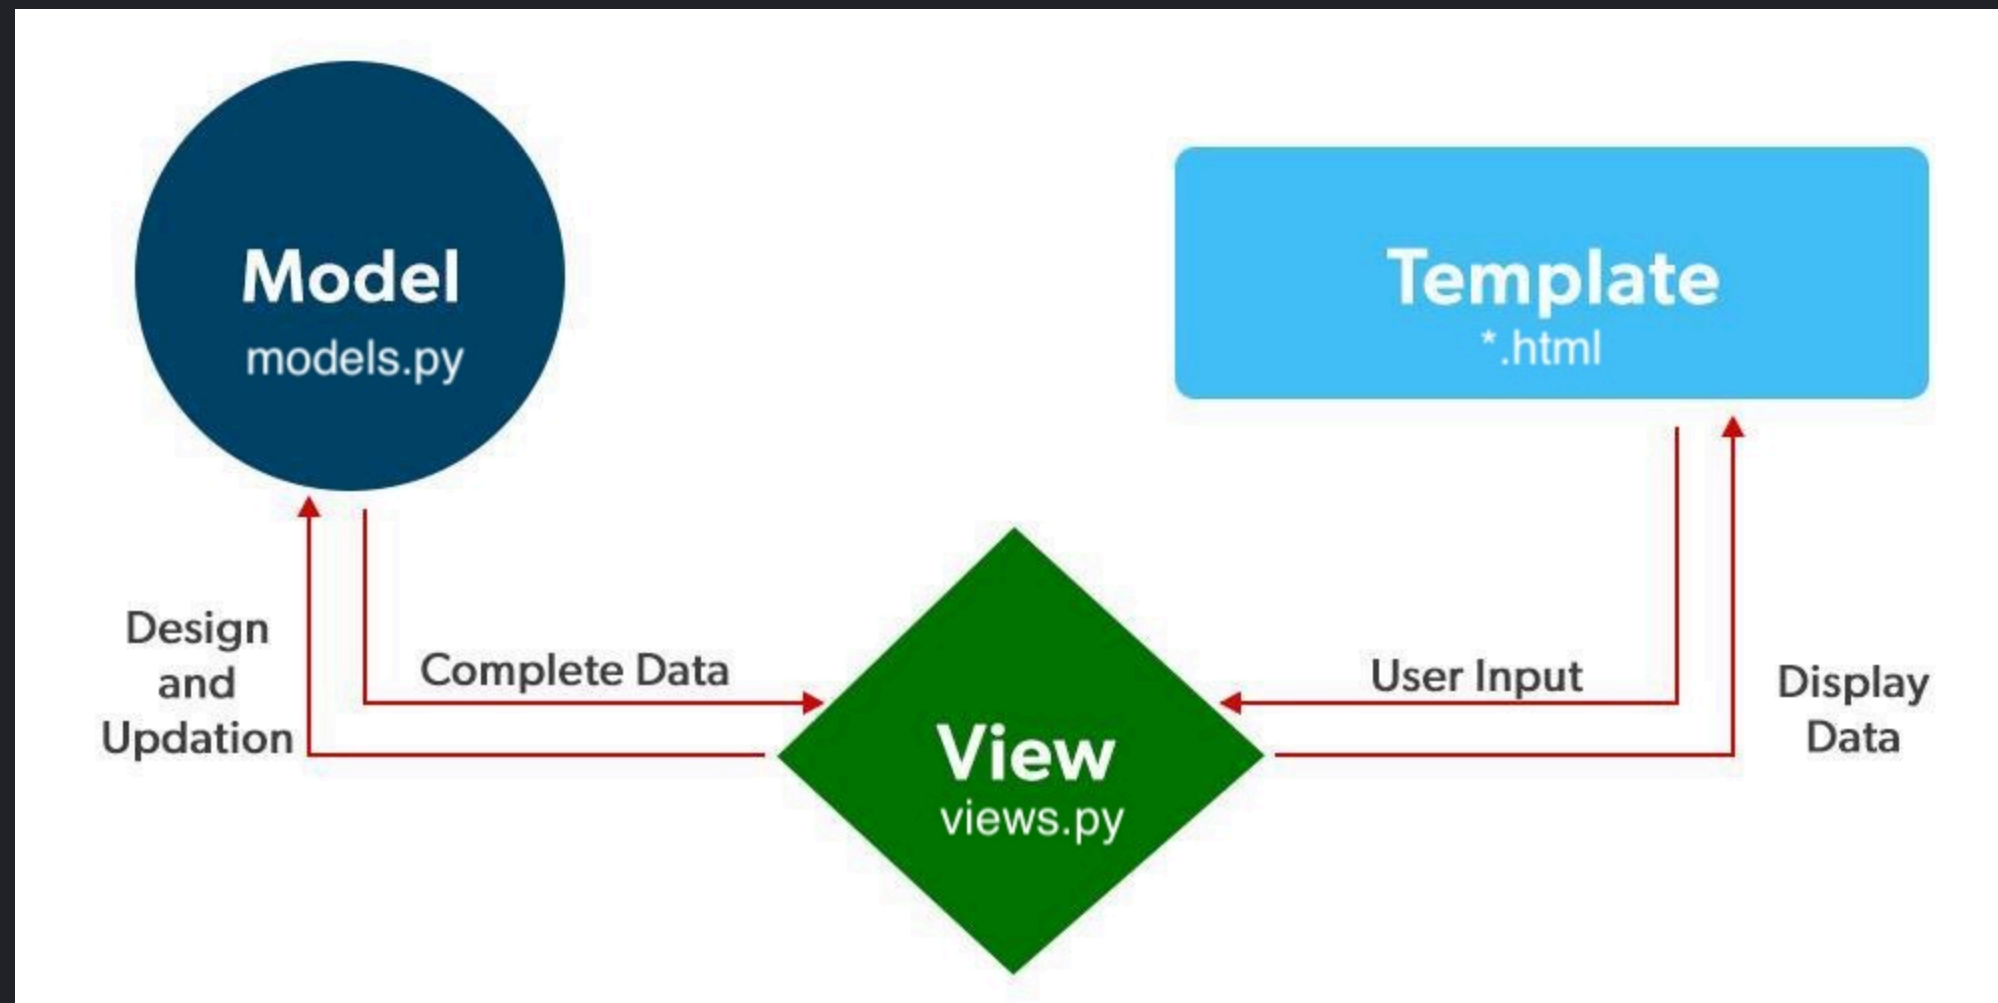 Model
models.py
Template
*.html
Design
and
Updation
Complete Data
User Input
Display
Data
View
views.py